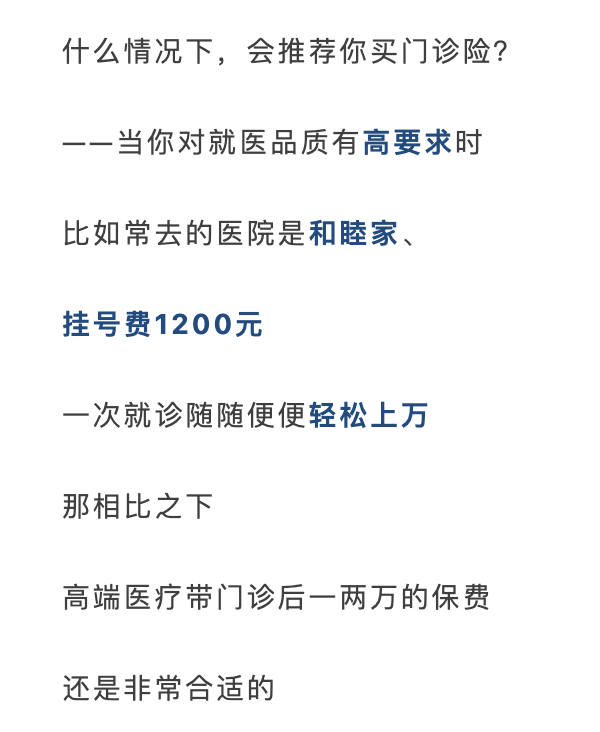 什么情况下，会推荐你买门诊险？
——当你对就医品质有高要求时
比如常去的医院是和睦家、
挂号费1200元
一次就诊随随便便轻松上万
那相比之下
高端医疗带门诊后一两万的保费
还是非常合适的